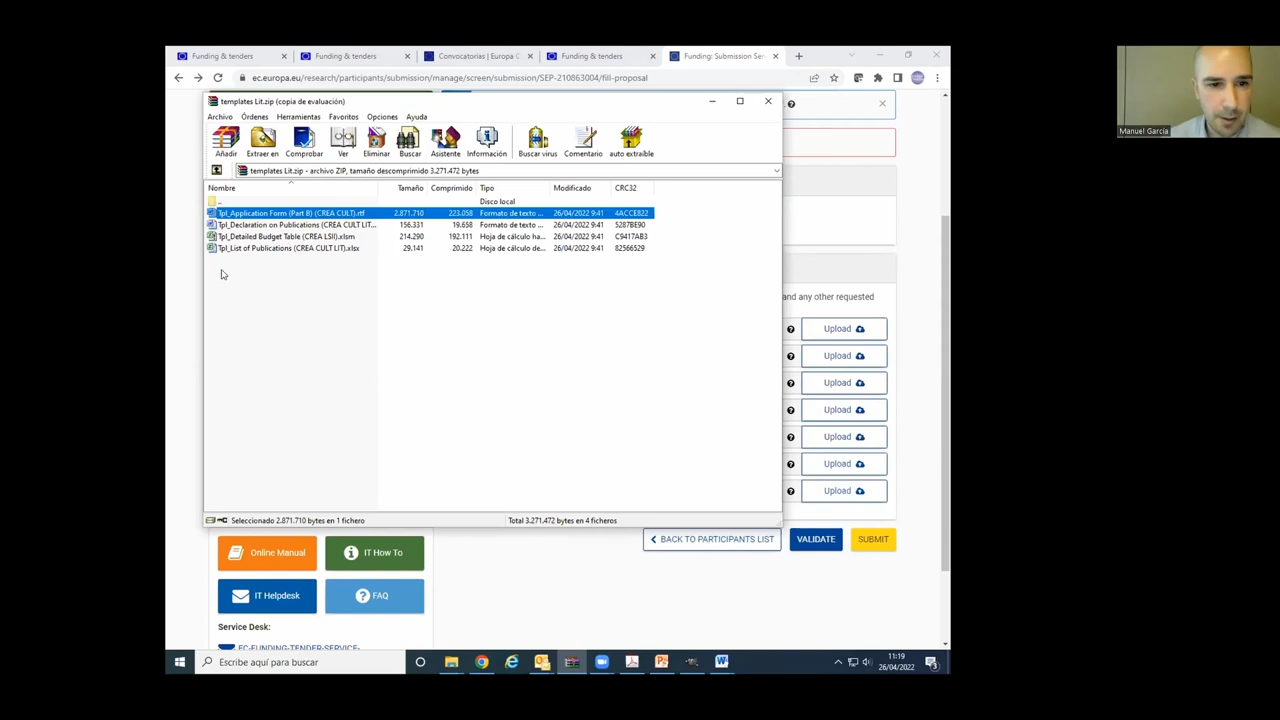 Funding & tenders
Funding & tenders
Convocatorias | Europa C
Funding & tenders
Funding: Submission Ser
ec.europa.eu/research/participants/submission/manage/screen/submission/SEP-210863004/fill-proposal
templates Lit.zip (copia de evaluación)
Archivo Órdenes Herramientas Favoritos Opciones Ayuda
Añadir Extraer en Comprobar Ver Eliminar Buscar Asistente Información Buscar virus Comentario auto extraíble
templates Lit.zip - archivo ZIP, tamaño descomprimido 3.271.472 bytes
Nombre Tamaño Comprimido Tipo Modificado CRC32
.. Disco local
Tpl_Application Form (Part B) (CREA CULT).rtf 2.871.710 223.058 Formato de texto ... 26/04/2022 9:41 4ACCE822
Tpl_Declaration on Publications (CREA CULT LIT... 156.331 19.658 Formato de texto ... 26/04/2022 9:41 5287BE90
Tpl_Detailed Budget Table (CREA LSI).xlsm 214.290 192.111 Hoja de cálculo ha... 26/04/2022 9:41 C9417AB3
Tpl_List of Publications (CREA CULT LIT).xlsx 29.141 20.222 Hoja de cálculo de... 26/04/2022 9:41 82566529
and any other requested
Upload
Upload
Upload
Upload
Upload
Upload
Upload
Seleccionado 2.871.710 bytes en 1 fichero Total 3.271.472 bytes en 4 ficheros
BACK TO PARTICIPANTS LIST VALIDATE SUBMIT
Online Manual IT How To
IT Helpdesk FAQ
Service Desk:
EC-FUNDING-TENDER-SERVICE-
Escribe aquí para buscar
11:19
26/04/2022
3
Manuel Garcia